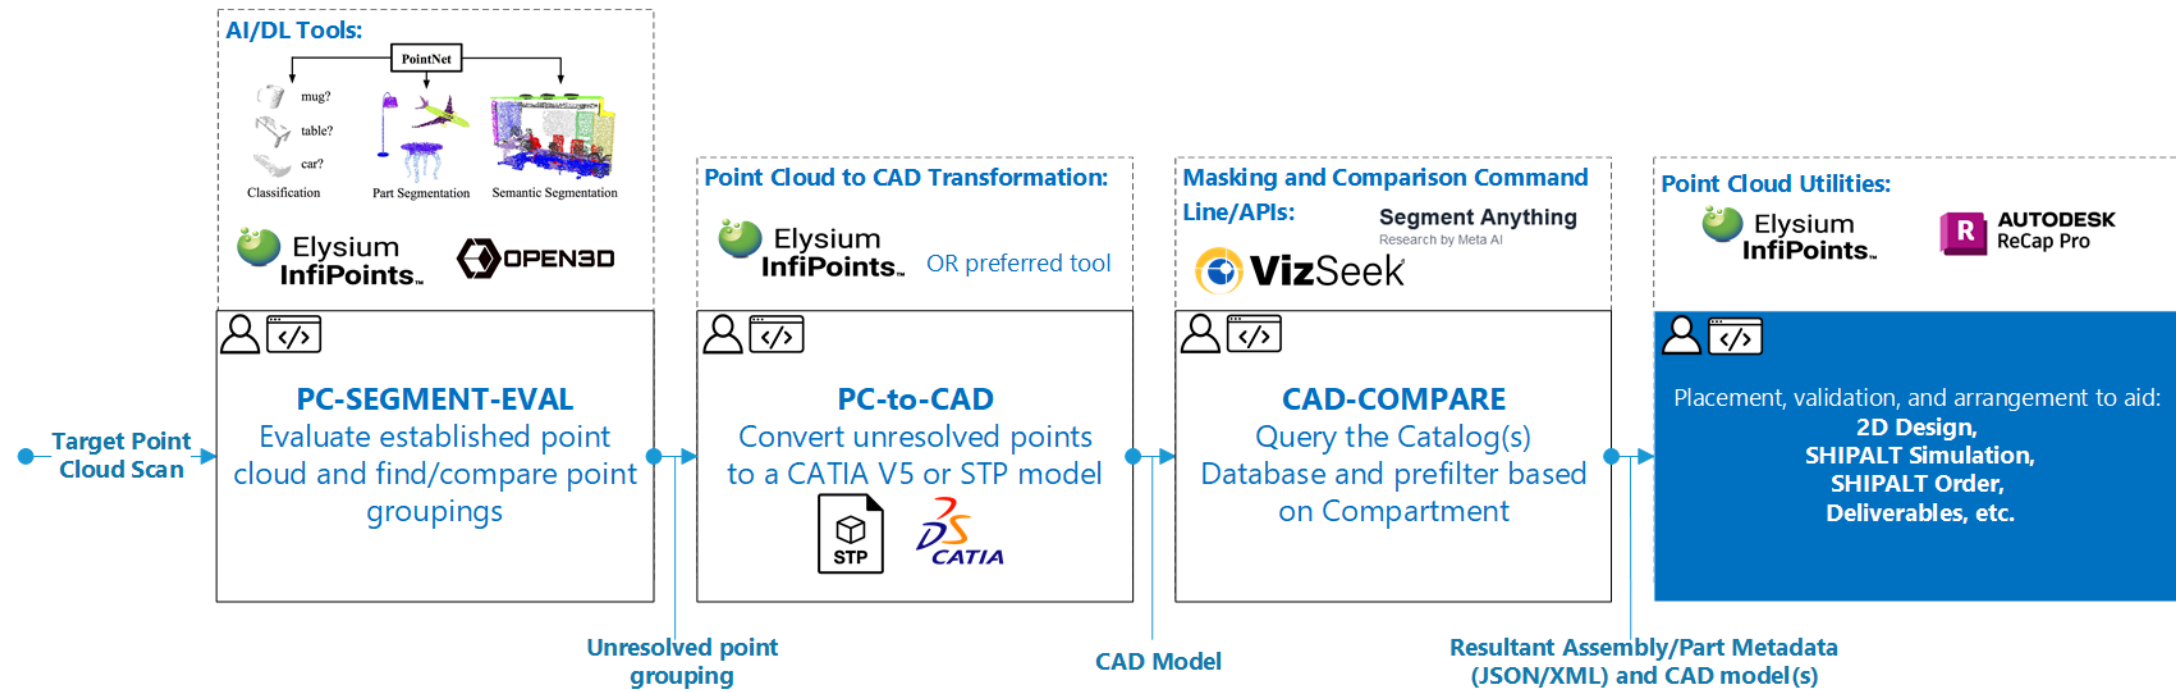 AI/DL Tools:
PointNet
mug?
table?
car?
Classification
Part Segmentation
Semantic Segmentation
Elysium
InfiPoints™
OPEN3D
PC-SEGMENT-EVAL
Evaluate established point
cloud and find/compare point
groupings
Target Point
Cloud Scan
Unresolved point
grouping
Point Cloud to CAD Transformation:
Elysium
InfiPoints™
OR preferred tool
PC-to-CAD
Convert unresolved points
to a CATIA V5 or STP model
STP
DS
CATIA
CAD Model
Masking and Comparison Command
Line/APIs:
Segment Anything
Research by Meta AI
VizSeek
CAD-COMPARE
Query the Catalog(s)
Database and prefilter based
on Compartment
Resultant Assembly/Part Metadata
(JSON/XML) and CAD model(s)
Point Cloud Utilities:
Elysium
InfiPoints™
R
AUTODESK
ReCap Pro
Placement, validation, and arrangement to aid:
2D Design,
SHIPALT Simulation,
SHIPALT Order,
Deliverables, etc.